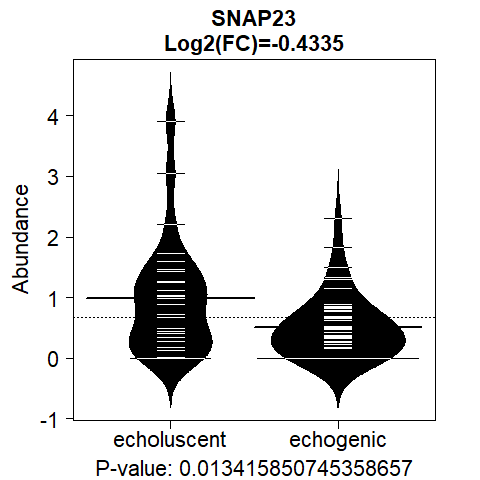 SNAP23
Log2(FC)=-0.4335
Abundance
4
3
2
1
0
-1
echoluscent echogenic
P-value: 0.013415850745358657